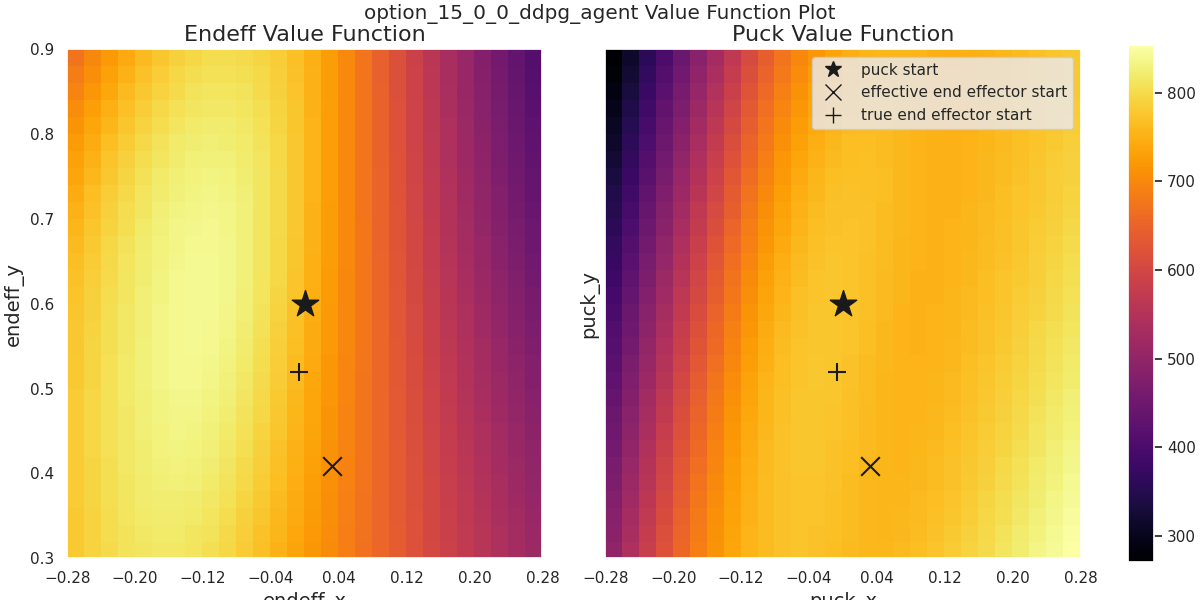 option_15_0_0_ddpg_agent Value Function Plot
Endeff Value Function
Puck Value Function
endeff_y
0.9
0.8
0.7
0.6
0.5
0.4
0.3
−0.28 −0.20 −0.12 −0.04 0.04 0.12 0.20 0.28
endeff_x
puck_y
puck start
effective end effector start
true end effector start
−0.28 −0.20 −0.12 −0.04 0.04 0.12 0.20 0.28
puck_x
800
700
600
500
400
300